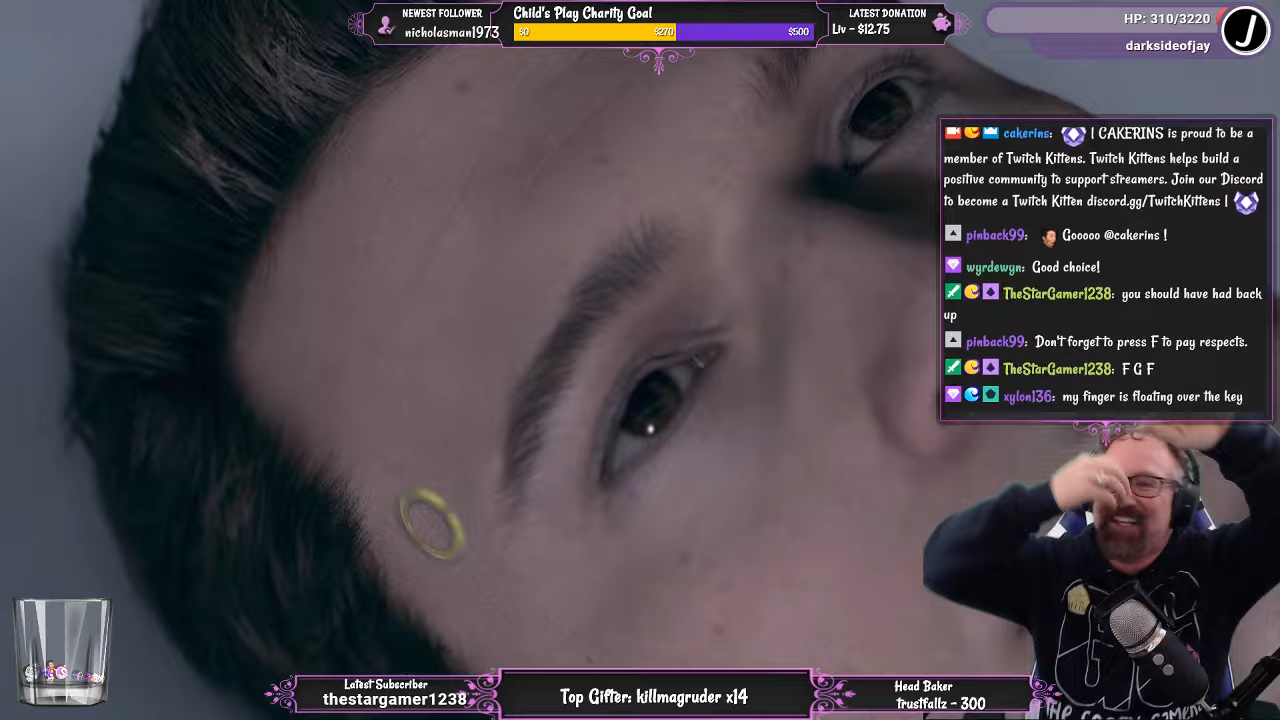 NEWEST FOLLOWER
nicholasman1973
Child's Play Charity Goal
$0 $270 $500
LATEST DONATION
Liv - $12.75
HP: 310/3220
darksideofjay
J
cakerins: | CAKERINS is proud to be a
member of Twitch Kittens. Twitch Kittens helps build a
positive community to support streamers. Join our Discord
to become a Twitch Kitten discord.gg/TwitchKittens |
pinback99: Gooooo @cakerins !
wyrdewyn: Good choice!
TheStarGamer1238: you should have had back
up
pinback99: Don't forget to press F to pay respects.
TheStarGamer1238: F G F
xylon136: my finger is floating over the key
Latest Subscriber
thestargamer1238
Top Gifter: killmagruder x14
Head Baker
trustfallz - 300